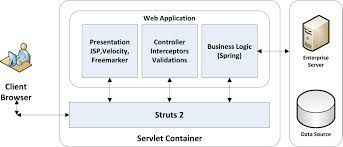 Web Application
Presentation
JSP,Velocity,
Freemarker
Controller
Interceptors
Validations
Business Logic
(Spring)
Client
Browser
Struts 2
Servlet Container
Enterprise
Server
Data Source